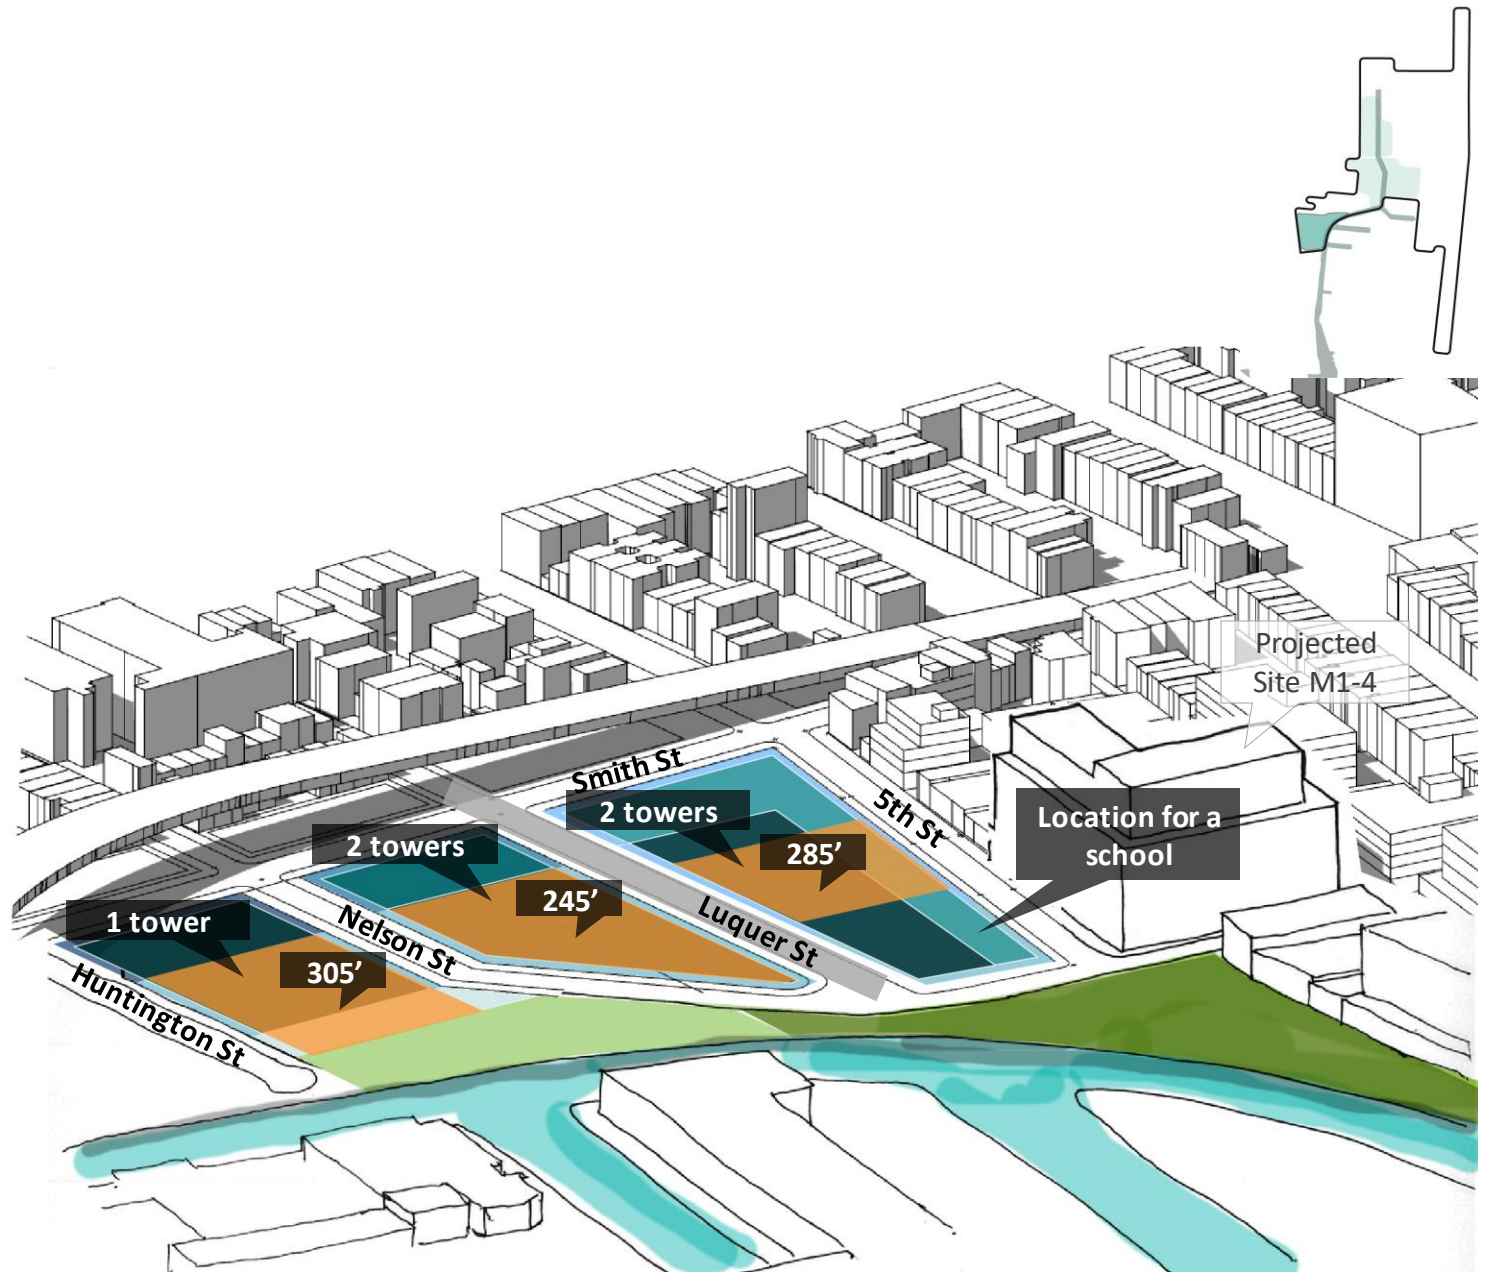 Projected
Site M1-4
Smith St
5th St
2 towers
Location for a
school
2 towers
285’
245’
1 tower
Nelson St
Luquer St
305’
Huntington St